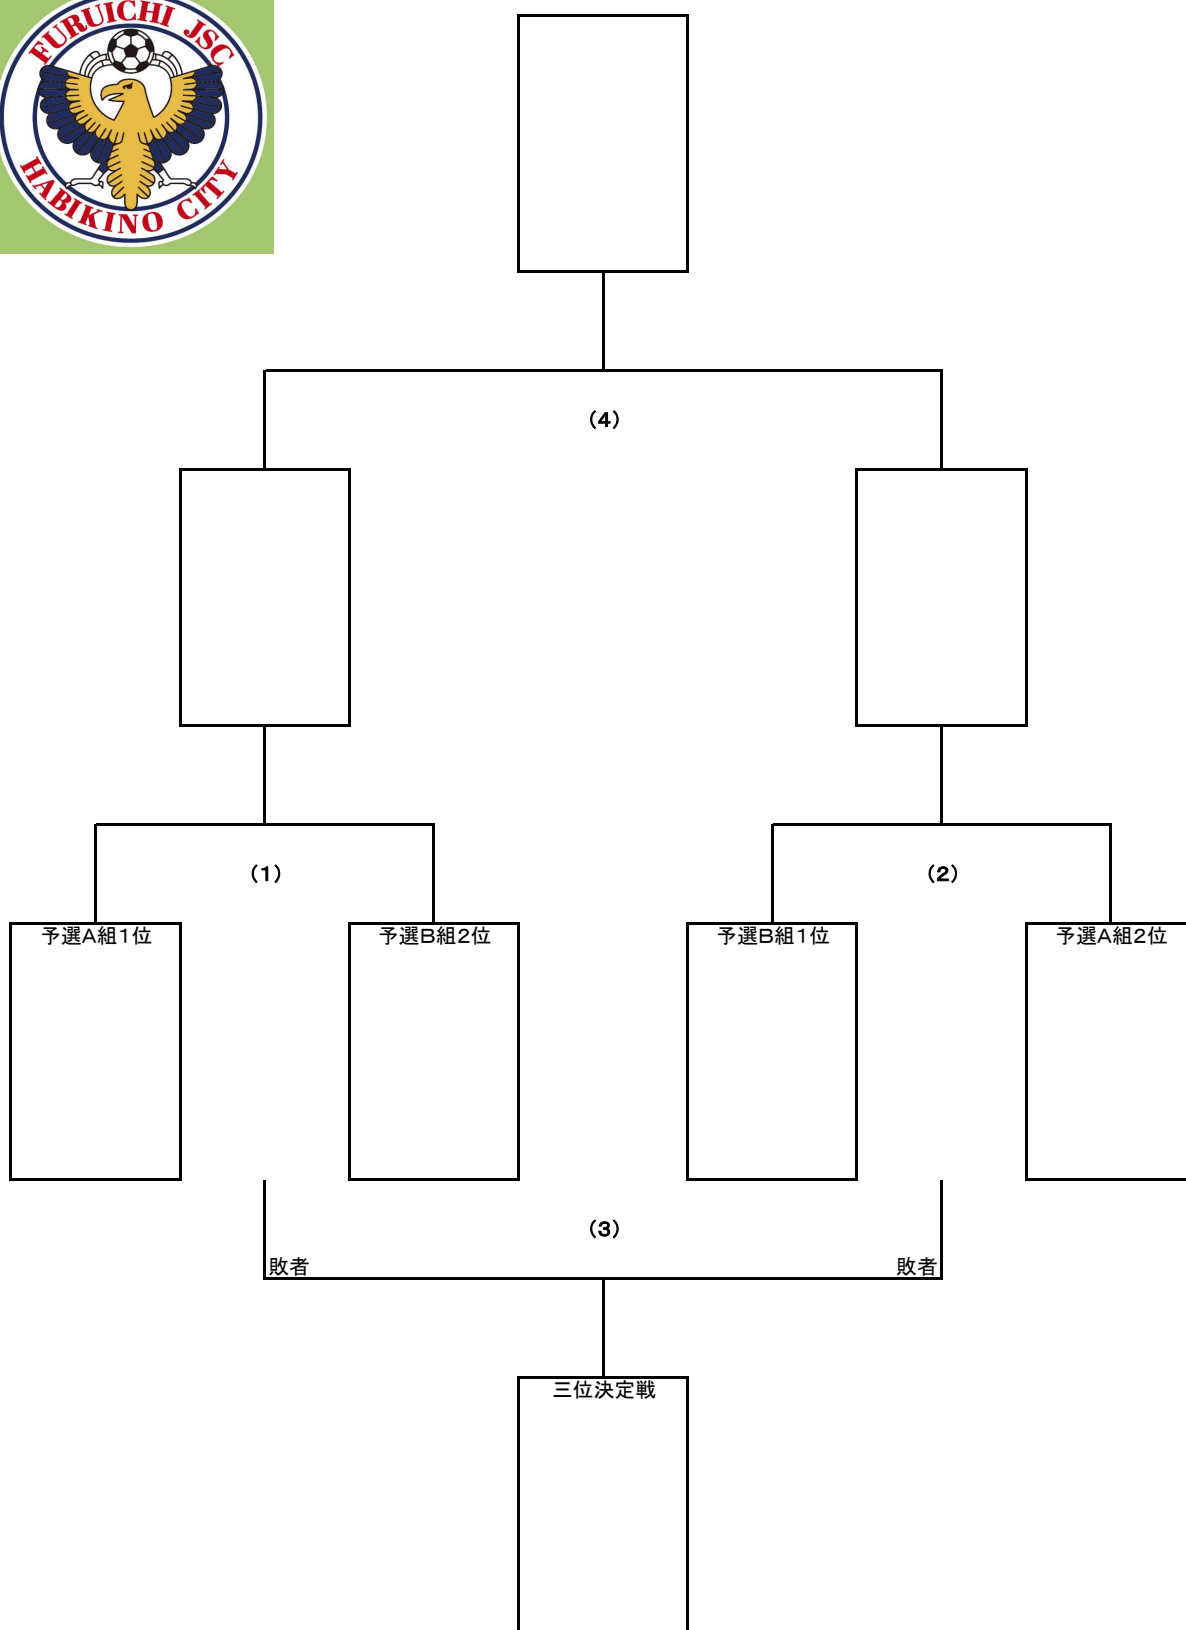 FURUICHI JSC
HABIKINO CITY
（4）
（1）
（2）
予選A組1位
予選B組2位
予選B組1位
予選A組2位
（3）
敗者
敗者
三位決定戦